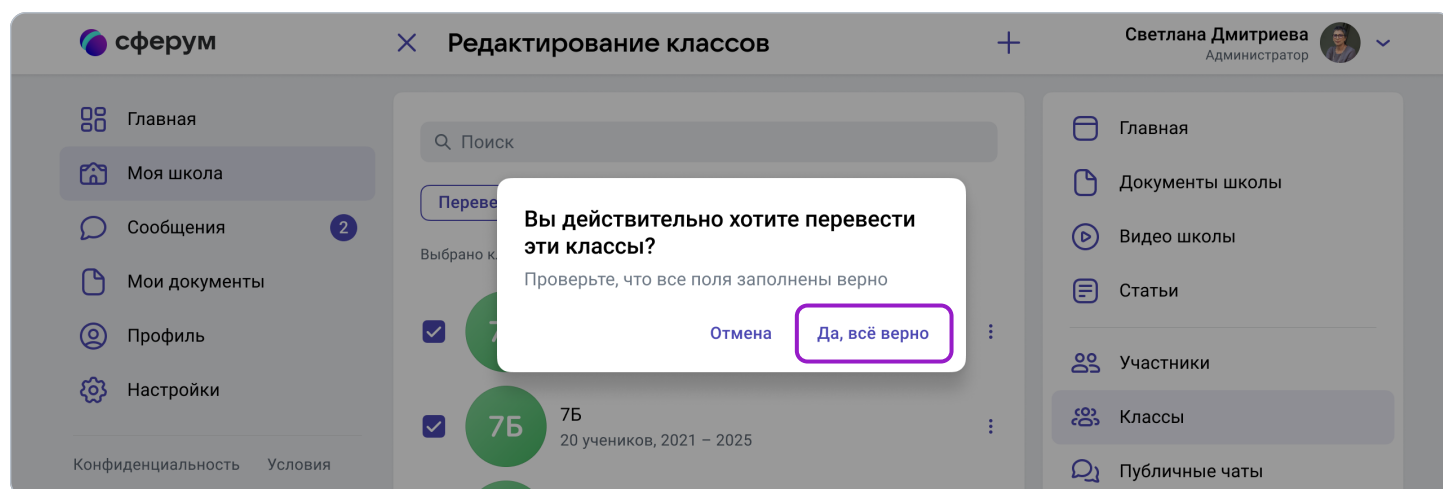 сферум
Редактирование классов
Светлана Дмитриева
Администратор
Главная
Моя школа
Сообщения
2
Мои документы
Профиль
Настройки
Конфиденциальность Условия
Поиск
Вы действительно хотите перевести
эти классы?
Проверьте, что все поля заполнены верно
Отмена Да, всё верно
7Б
7Б
20 учеников, 2021 – 2025
Главная
Документы школы
Видео школы
Статьи
Участники
Классы
Публичные чаты